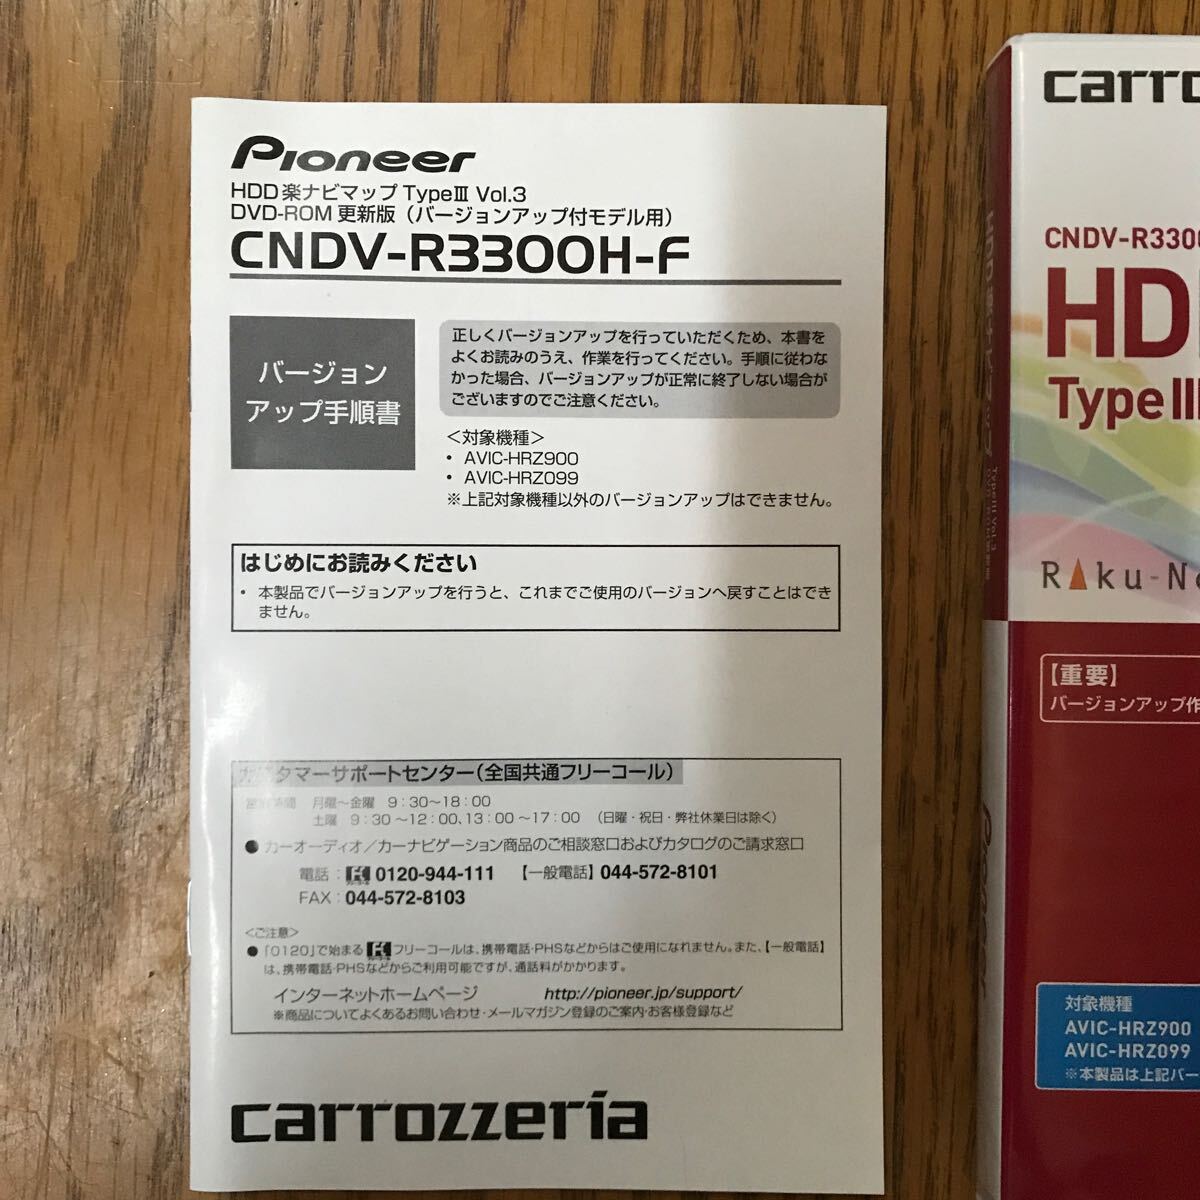 Pioneer
HDD 楽ナビマップ TypeⅢ Vol.3
DVD-ROM 更新版（バージョンアップ付モデル用）
CNDV-R3300H-F
バージョン
アップ手順書
正しくバージョンアップを行っていただくため、本書を
よくお読みのうえ、作業を行ってください。手順に従わな
かった場合、バージョンアップが正常に終了しない場合が
ございますのでご注意ください。
＜対象機種＞
• AVIC-HRZ900
• AVIC-HRZ099
※上記対象機種以外のバージョンアップはできません。
はじめにお読みください
• 本製品でバージョンアップを行うと、これまでご使用のバージョンへ戻すことはでき
ません。
カスタマーサポートセンター（全国共通フリーコール）
営業時間 月曜〜金曜 9：30〜18：00
土曜 9：30〜12：00、13：00〜17：00 （日曜・祝日・弊社休業日は除く）
● カーオーディオ／カーナビゲーション商品のご相談窓口およびカタログのご請求窓口
電話： 0120-944-111 【一般電話】044-572-8101
FAX：044-572-8103
＜ご注意＞
● 「0120」で始まる フリーコールは、携帯電話・PHSなどからはご使用になれません。また、【一般電話】
は、携帯電話・PHSなどからご利用可能ですが、通話料がかかります。
インターネットホームページ http://pioneer.jp/support/
※商品についてよくあるお問い合わせ・メールマガジン登録のご案内・お客様登録など
carrozzeria
carro
CNDV-R3300
HD
TypeⅢ
Raku-Na
【重要】
バージョンアップ作
対象機種
AVIC-HRZ900
AVIC-HRZ099
※本製品は上記バー
TypeⅢ Vol.3
Pioneer